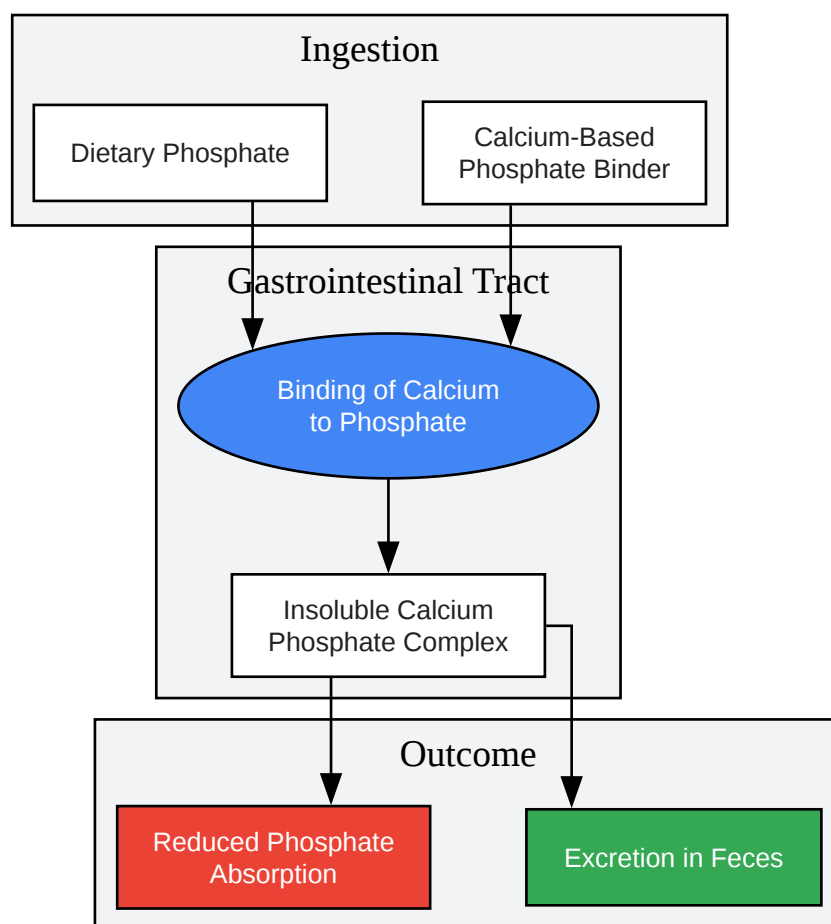 Ingestion
Dietary Phosphate
Calcium-Based
Phosphate Binder
Gastrointestinal Tract
Binding of Calcium
to Phosphate
Insoluble Calcium
Phosphate Complex
Outcome
Reduced Phosphate
Absorption
Excretion in Feces